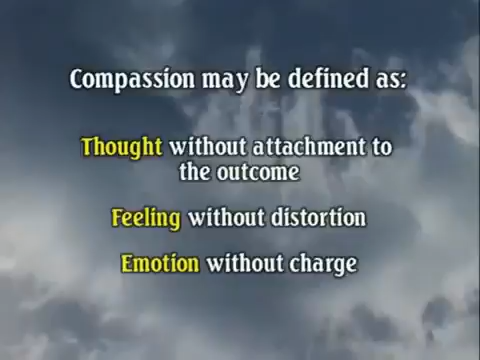 Compassion may be defined as:
Thought without attachment to
the outcome
Feeling without distortion
Emotion without charge